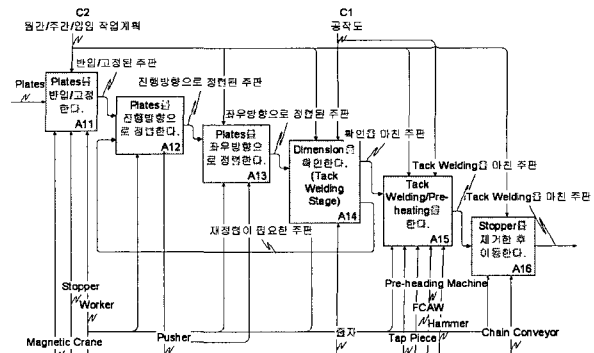 C2
월간/주간/일일 작업계획
C1
공작도
반입/고정된 주판
Plates
Plates를
반입/고정
한다.
A11
진행방향으로 정렬된 주판
Plates를
진행방향으
로 정렬한다.
A12
좌우방향으로 정렬된 주판
Plates를
좌우방향으
로 정렬한다.
A13
확인을 마친 주판
Dimension을
확인한다.
(Tack
Welding
Stage)
A14
Tack Welding을 마친 주판
Tack
Welding/Pre-
heating을
한다.
A15
Tack Welding을 마친 주판
Stopper를
제거한 후
이동한다.
A16
재정렬이 필요한 주판
Stopper
Worker
Magnetic Crane
Pusher
Pre-heading Machine
FCAW
Hammer
Tap Piece
Chain Conveyor